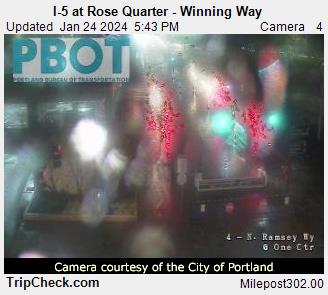 I-5 at Rose Quarter - Winning Way
Updated Jan 24 2024 5:43 PM Camera 4
PBOT
PORTLAND BUREAU OF TRANSPORTATION
4 - N. Ramsey Wy
@ One Ctr
Camera courtesy of the City of Portland
TripCheck.com Milepost302.00